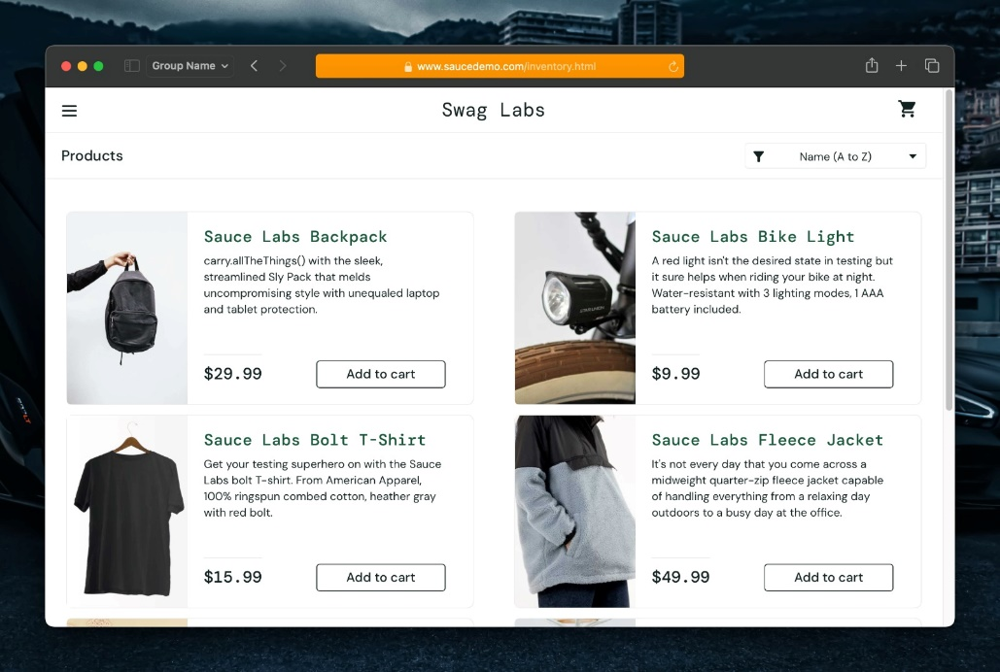 Group Name
www.saucedemo.com/inventory.html
Swag Labs
Products
Name (A to Z)
Sauce Labs Backpack
carry.allTheThings() with the sleek,
streamlined Sly Pack that melds
uncompromising style with unequaled laptop
and tablet protection.
$29.99
Add to cart
Sauce Labs Bike Light
A red light isn't the desired state in testing but
it sure helps when riding your bike at night.
Water-resistant with 3 lighting modes, 1 AAA
battery included.
$9.99
Add to cart
Sauce Labs Bolt T-Shirt
Get your testing superhero on with the Sauce
Labs bolt T-shirt. From American Apparel,
100% ringspun combed cotton, heather gray
with red bolt.
$15.99
Add to cart
Sauce Labs Fleece Jacket
It's not every day that you come across a
midweight quarter-zip fleece jacket capable
of handling everything from a relaxing day
outdoors to a busy day at the office.
$49.99
Add to cart